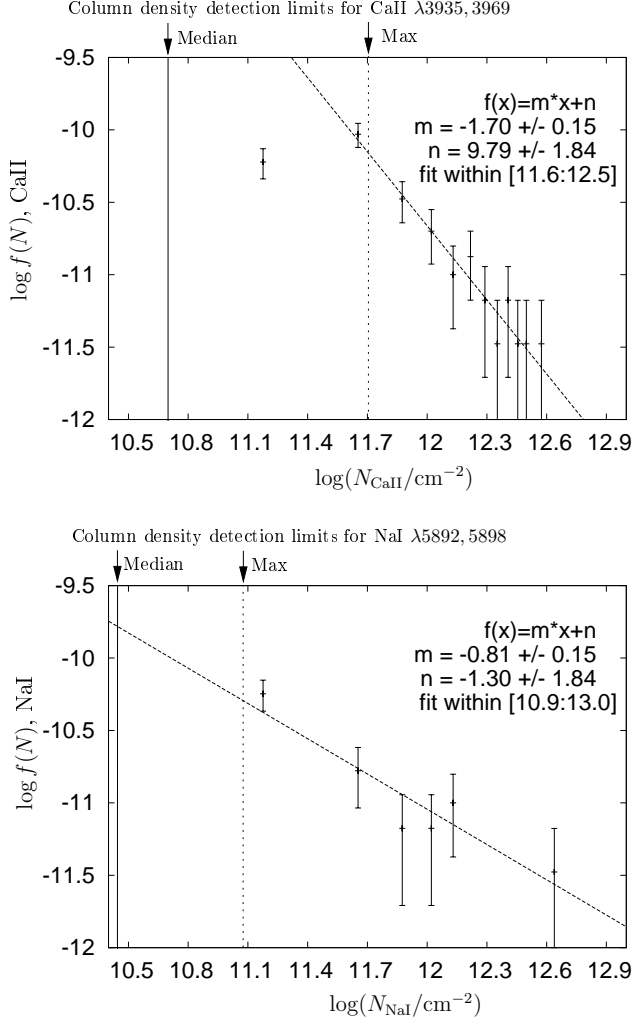 Column density detection limits for CaII λ3935,3969
Median
Max
-9.5
-10
-10.5
-11
-11.5
-12
log f(N), CaII
f(x)=m*x+n
m = -1.70 +/- 0.15
n = 9.79 +/- 1.84
fit within [11.6:12.5]
10.5 10.8 11.1 11.4 11.7 12 12.3 12.6 12.9
log(N_CaII/cm⁻²)
Column density detection limits for NaI λ5892,5898
Median
Max
-9.5
-10
-10.5
-11
-11.5
-12
log f(N), NaI
f(x)=m*x+n
m = -0.81 +/- 0.15
n = -1.30 +/- 1.84
fit within [10.9:13.0]
10.5 10.8 11.1 11.4 11.7 12 12.3 12.6 12.9
log(N_NaI/cm⁻²)